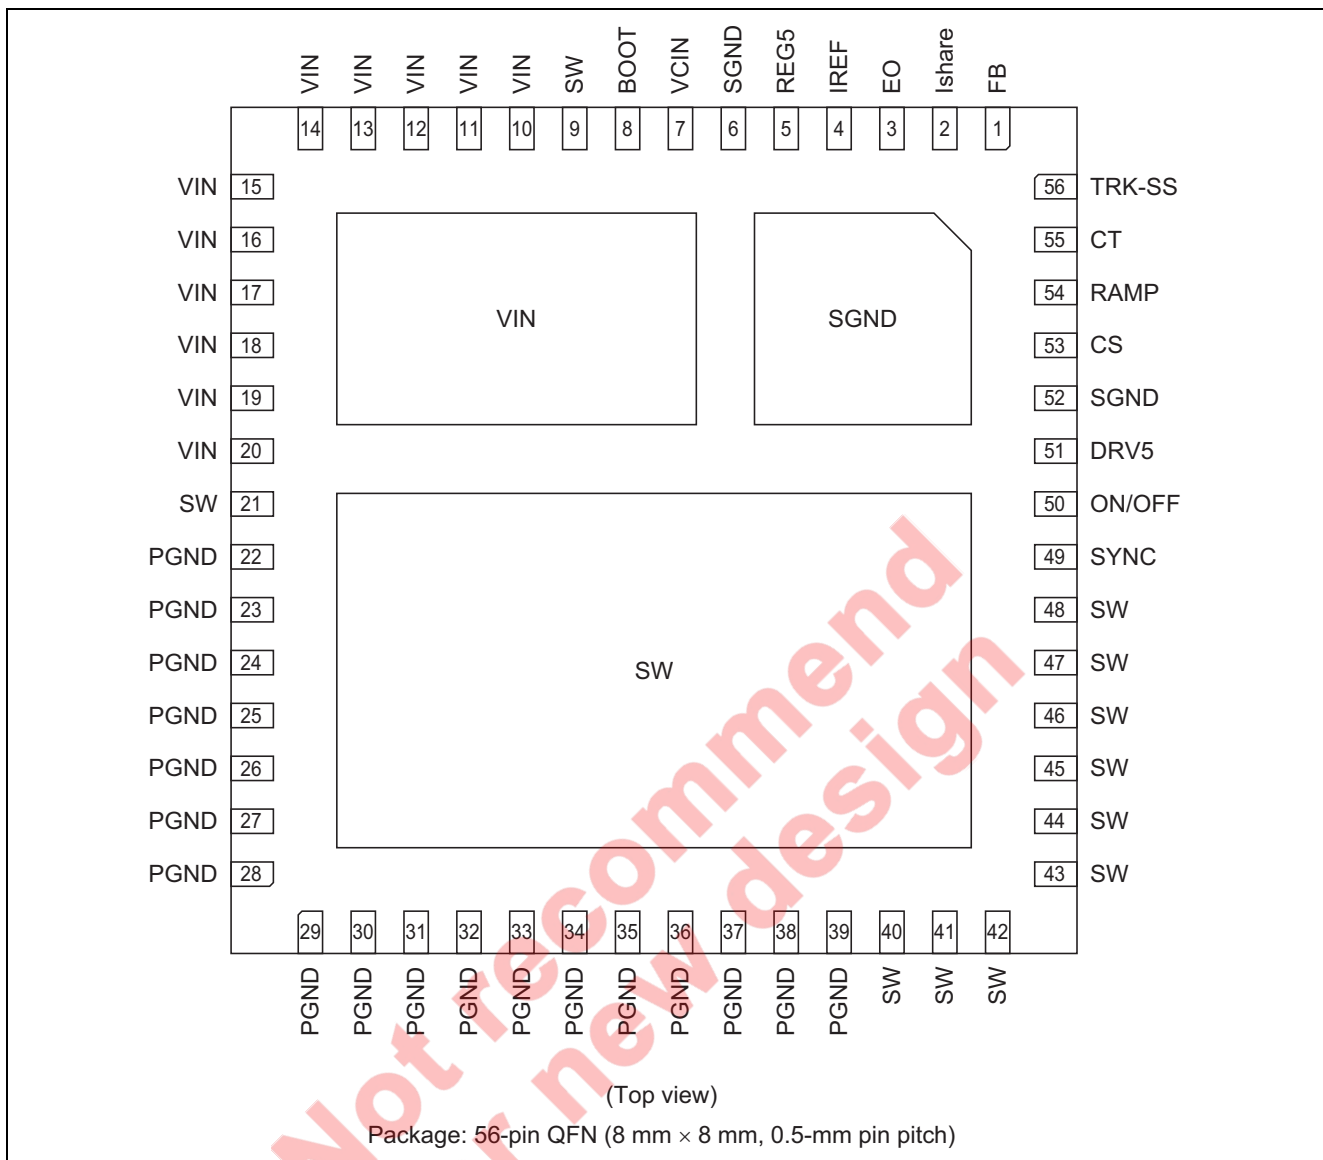 VIN VIN VIN VIN VIN SW BOOT VCIN SGND REG5 IREF EO Ishare FB
14 13 12 11 10 9 8 7 6 5 4 3 2 1
VIN 15 56 TRK-SS
VIN 16 55 CT
VIN 17 54 RAMP
VIN SGND
VIN 18 53 CS
VIN 19 52 SGND
VIN 20 51 DRV5
SW 21 50 ON/OFF
PGND 22 49 SYNC
PGND 23 48 SW
PGND 24 47 SW
SW
PGND 25 46 SW
PGND 26 45 SW
PGND 27 44 SW
PGND 28 43 SW
29 30 31 32 33 34 35 36 37 38 39 40 41 42
PGND PGND PGND PGND PGND PGND PGND PGND PGND PGND PGND SW SW SW
(Top view)
Package: 56-pin QFN (8 mm × 8 mm, 0.5-mm pin pitch)
Not recommend
new design